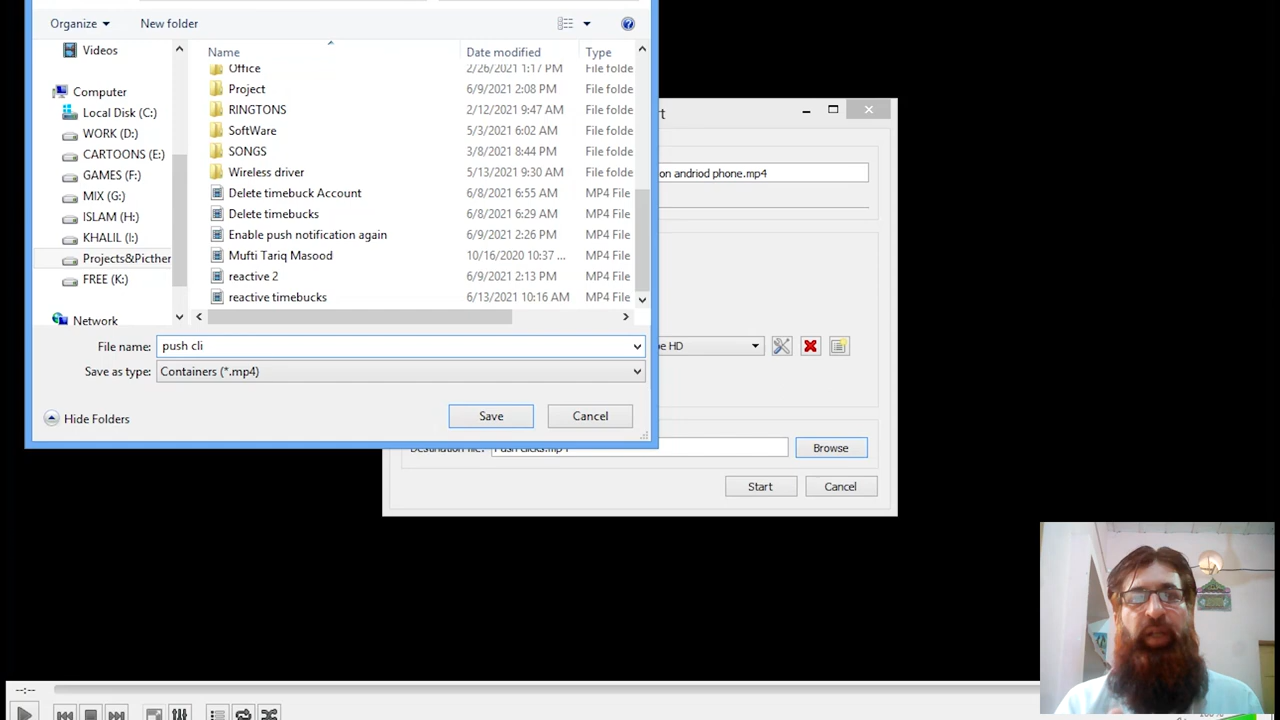 Organize New folder
Videos
Computer
Local Disk (C:)
WORK (D:)
CARTOONS (E:)
GAMES (F:)
MIX (G:)
ISLAM (H:)
KHALIL (I:)
Projects&Picther
FREE (K:)
Network
Name Date modified Type
Office 2/26/2021 1:17 PM File folde
Project 6/9/2021 2:08 PM File folde
RINGTONS 2/12/2021 9:47 AM File folde
SoftWare 5/3/2021 6:02 AM File folde
SONGS 3/8/2021 8:44 PM File folde
Wireless driver 5/13/2021 9:30 AM File folde
Delete timebuck Account 6/8/2021 6:55 AM MP4 File
Delete timebucks 6/8/2021 6:29 AM MP4 File
Enable push notification again 6/9/2021 2:26 PM MP4 File
Mufti Tariq Masood 10/16/2020 10:37 ... MP4 File
reactive 2 6/9/2021 2:13 PM MP4 File
reactive timebucks 6/13/2021 10:16 AM MP4 File
File name: push cli
Save as type: Containers (*.mp4)
Hide Folders Save Cancel
rt
on andriod phone.mp4
be HD
Browse
Start Cancel
--:--